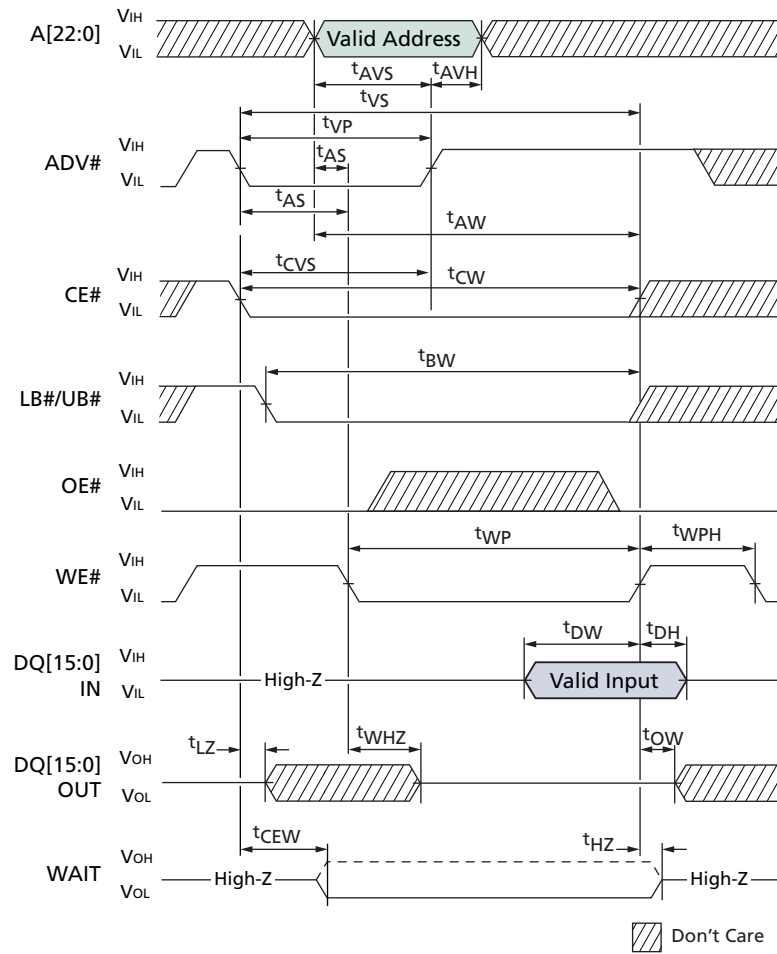 A[22:0] VIH VIL Valid Address
tAVS tAVH
tVS
tVP
ADV# VIH VIL tAS
tAS
tAW
tCVS
CE# VIH VIL tCW
tBW
LB#/UB# VIH VIL
OE# VIH VIL
tWP tWPH
WE# VIH VIL
tDW tDH
DQ[15:0] IN VIH VIL High-Z Valid Input
tLZ tWHZ tOW
DQ[15:0] OUT VOH VOL
tCEW tHZ
WAIT VOH VOL High-Z High-Z
Don't Care